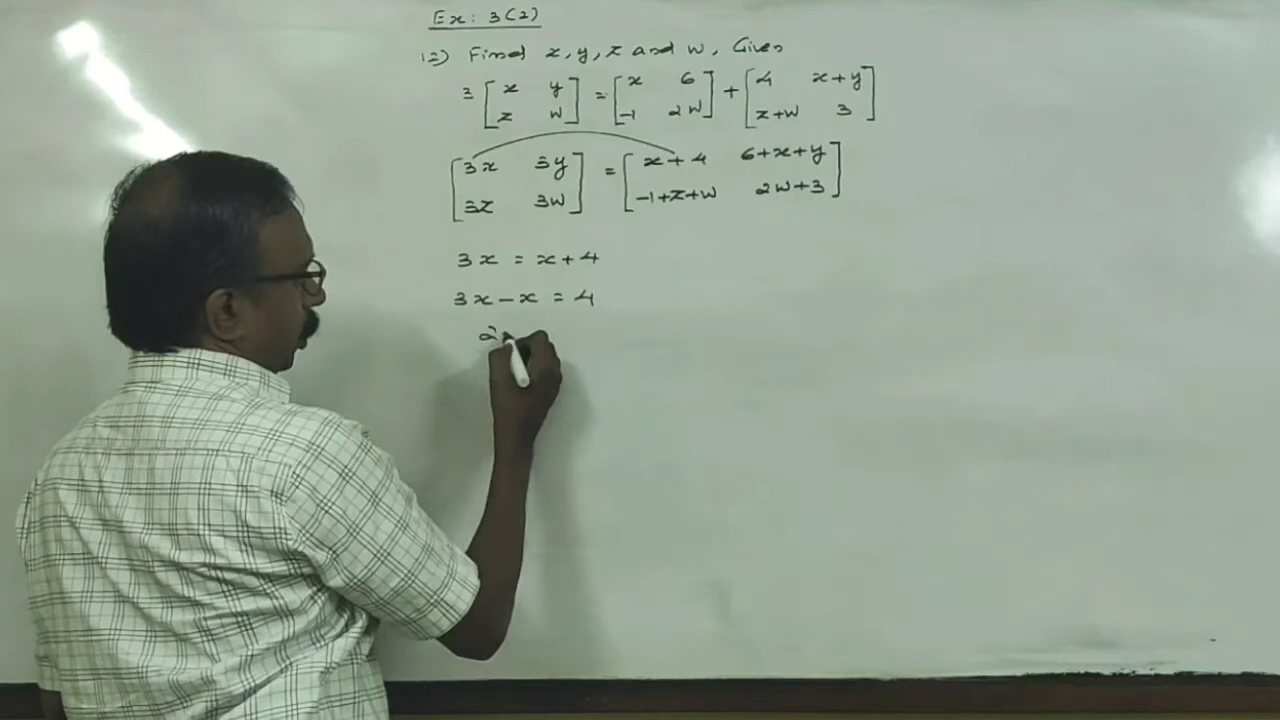 Ex: 3(2)
12) Find x, y, z and w, Given
3 [ x y ] = [ x 6 ] + [ 4 x+y ]
[ z w ] [ -1 2w ] [ z+w 3 ]
[ 3x 3y ] = [ x+4 6+x+y ]
[ 3z 3w ] [ -1+z+w 2w+3 ]
3x = x+4
3x-x = 4
2